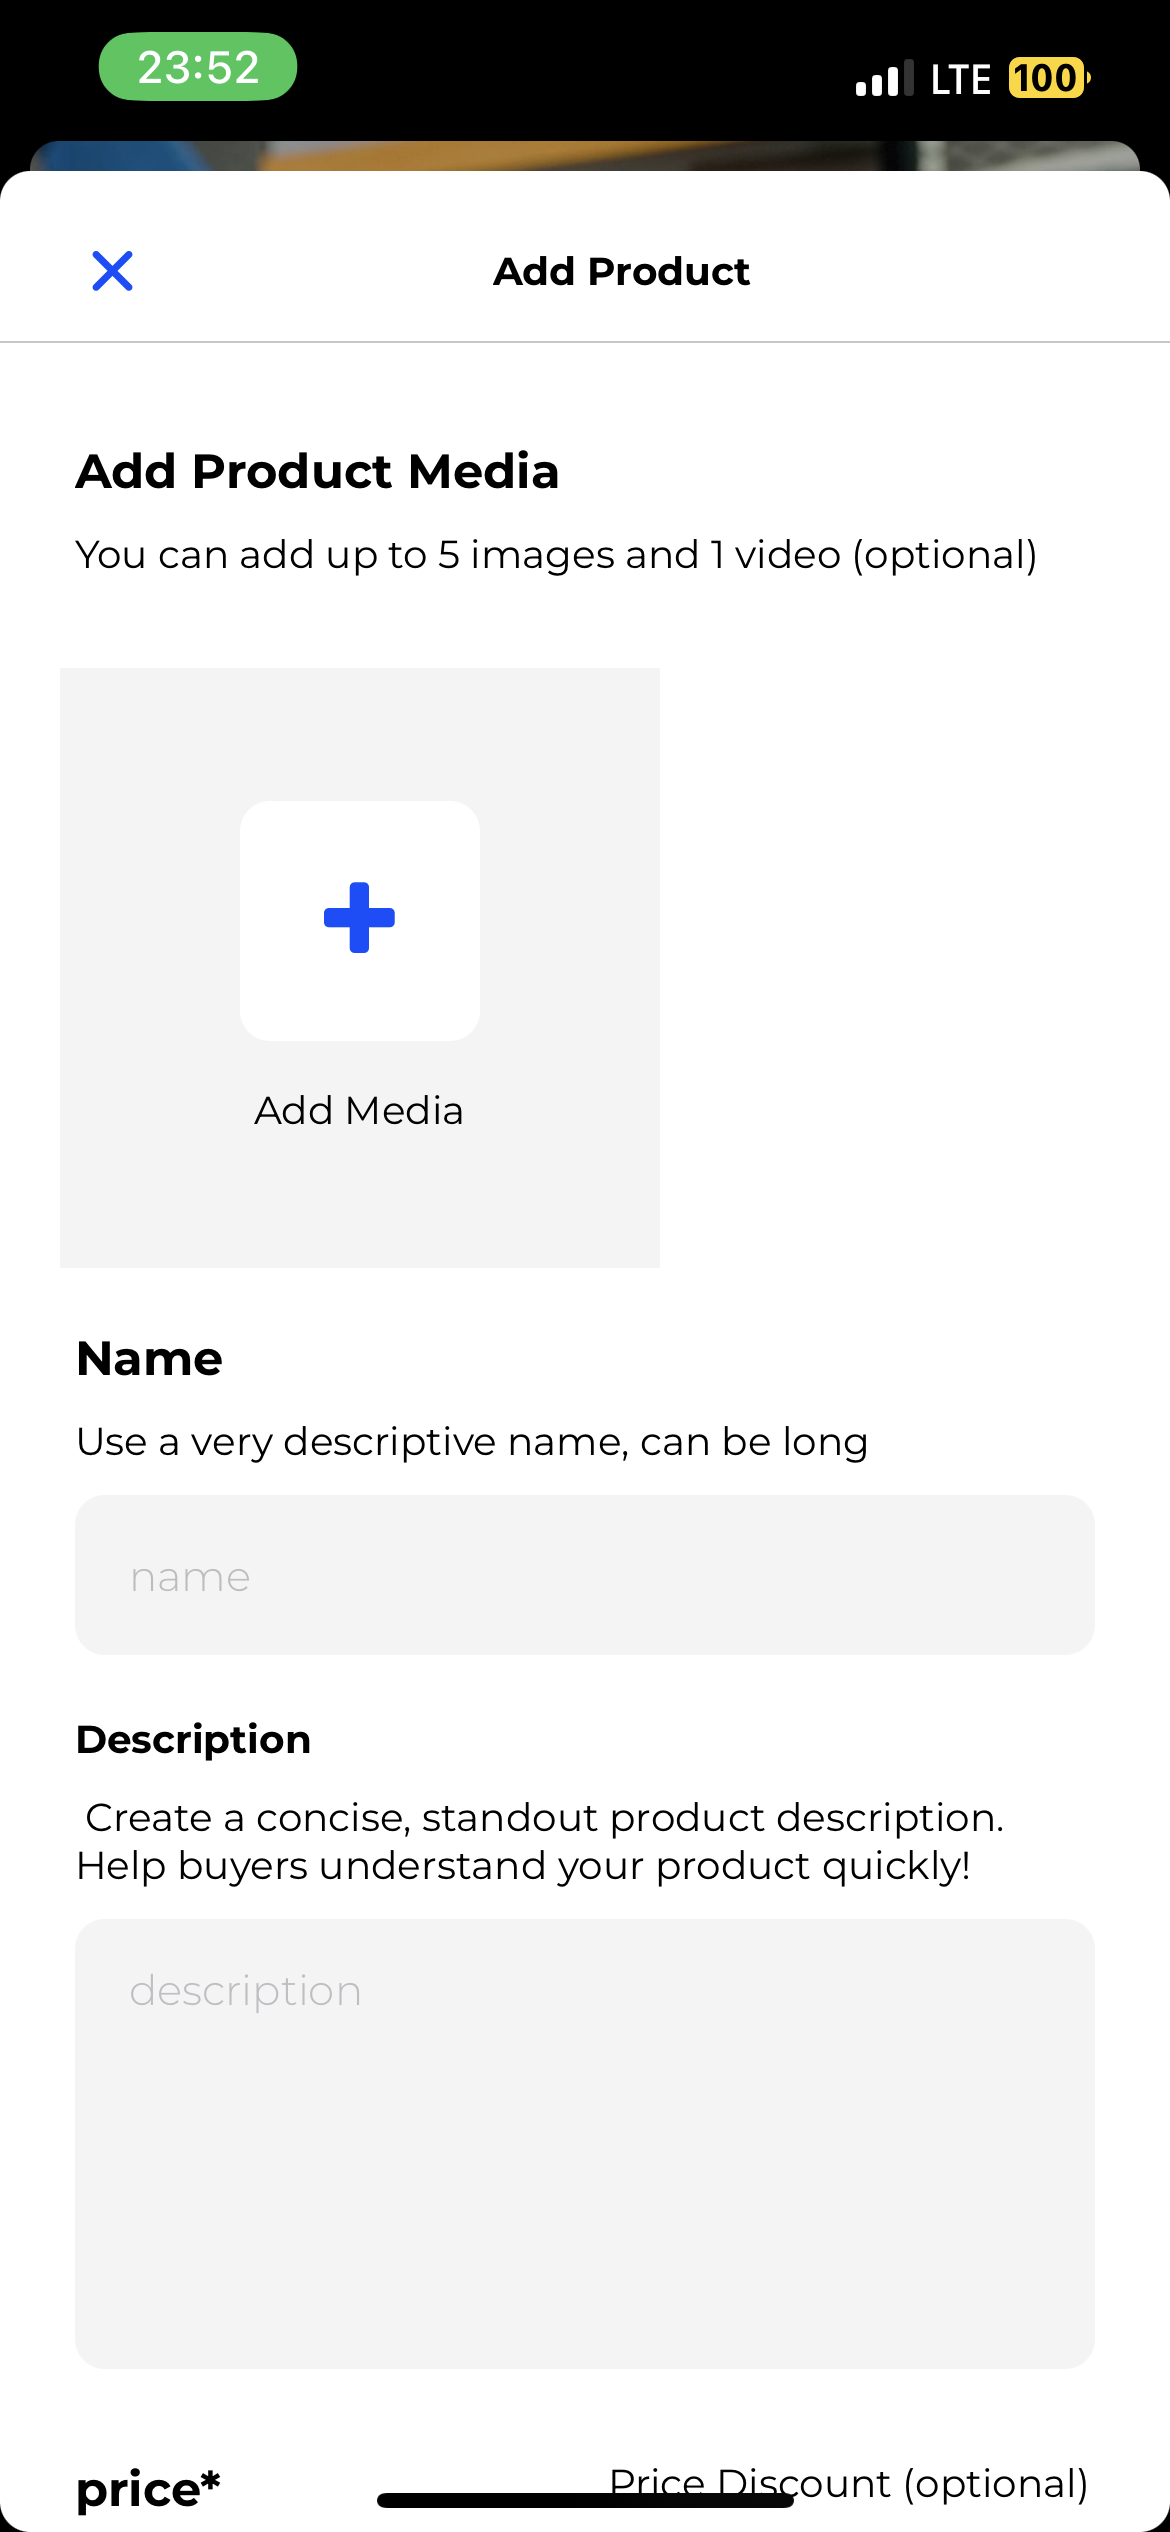 23:52
LTE 100
Add Product
Add Product Media
You can add up to 5 images and 1 video (optional)
Add Media
Name
Use a very descriptive name, can be long
name
Description
Create a concise, standout product description.
Help buyers understand your product quickly!
description
price*
Price Discount (optional)